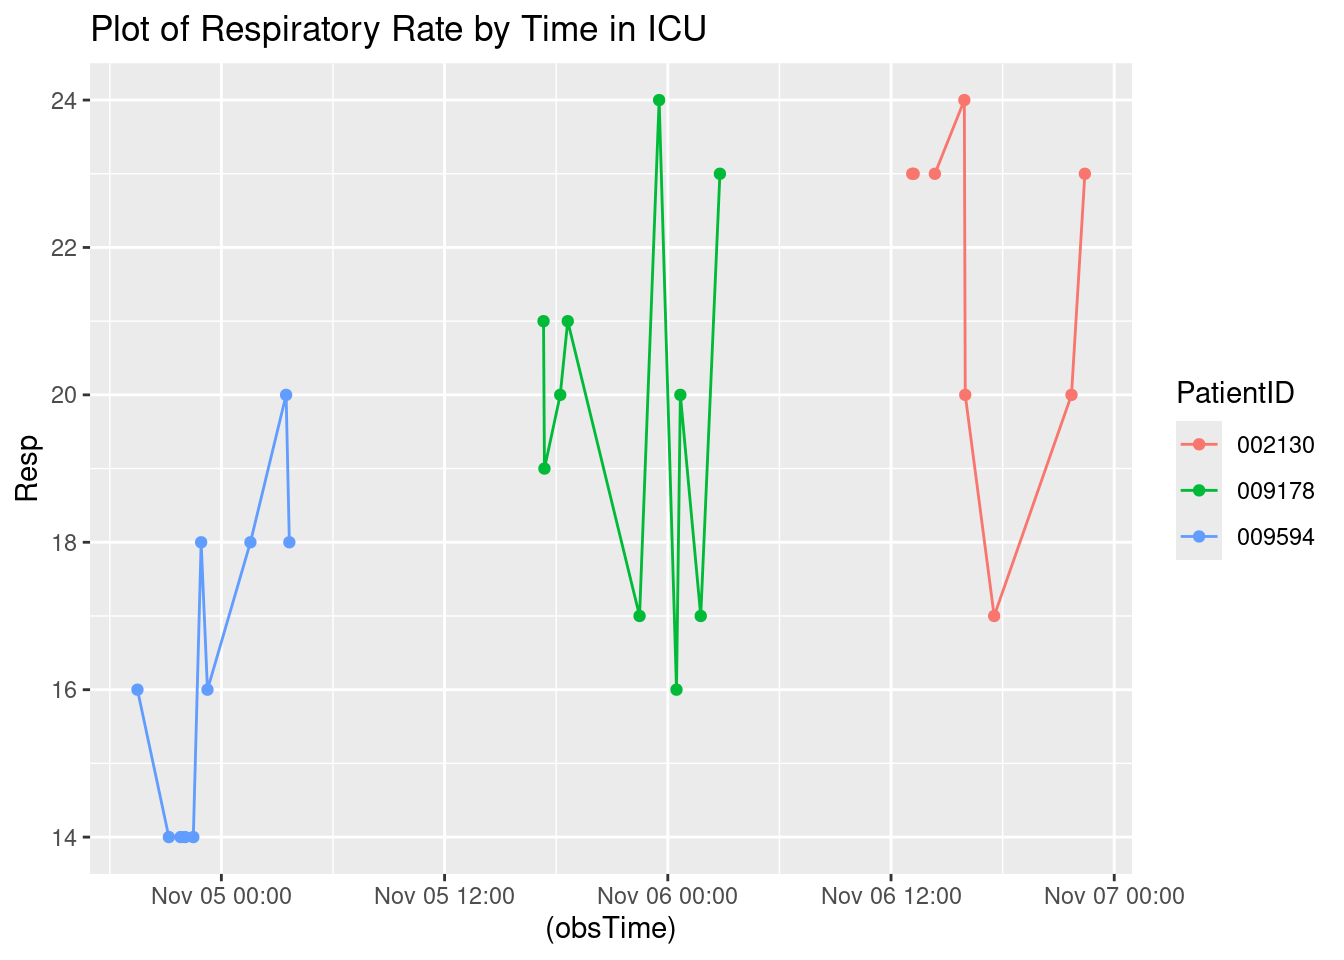 Plot of Respiratory Rate by Time in ICU
24
22
20
18
16
14
Resp
Nov 05 00:00
Nov 05 12:00
Nov 06 00:00
Nov 06 12:00
Nov 07 00:00
(obsTime)
PatientID
002130
009178
009594